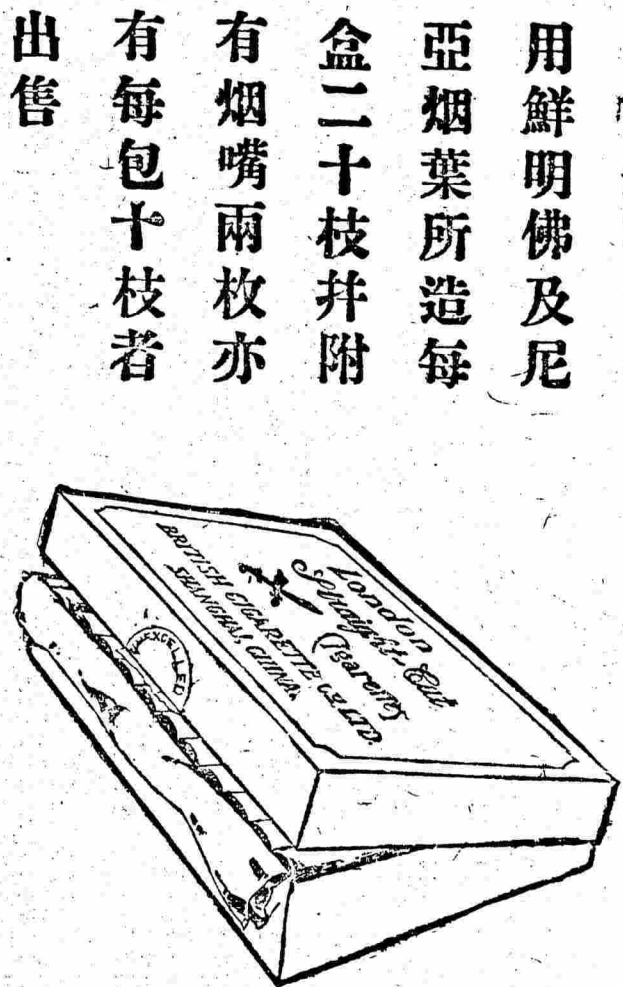 用鮮明佛及尼
亞烟葉所造每
盒二十枝幷附
有烟嘴兩枚亦
有每包十枝者
出售
London
Straight-Cut
Cigarettes
BRITISH CIGARETTE CO LTD.
SHANGHAI, CHINA.
UNEXCELLED